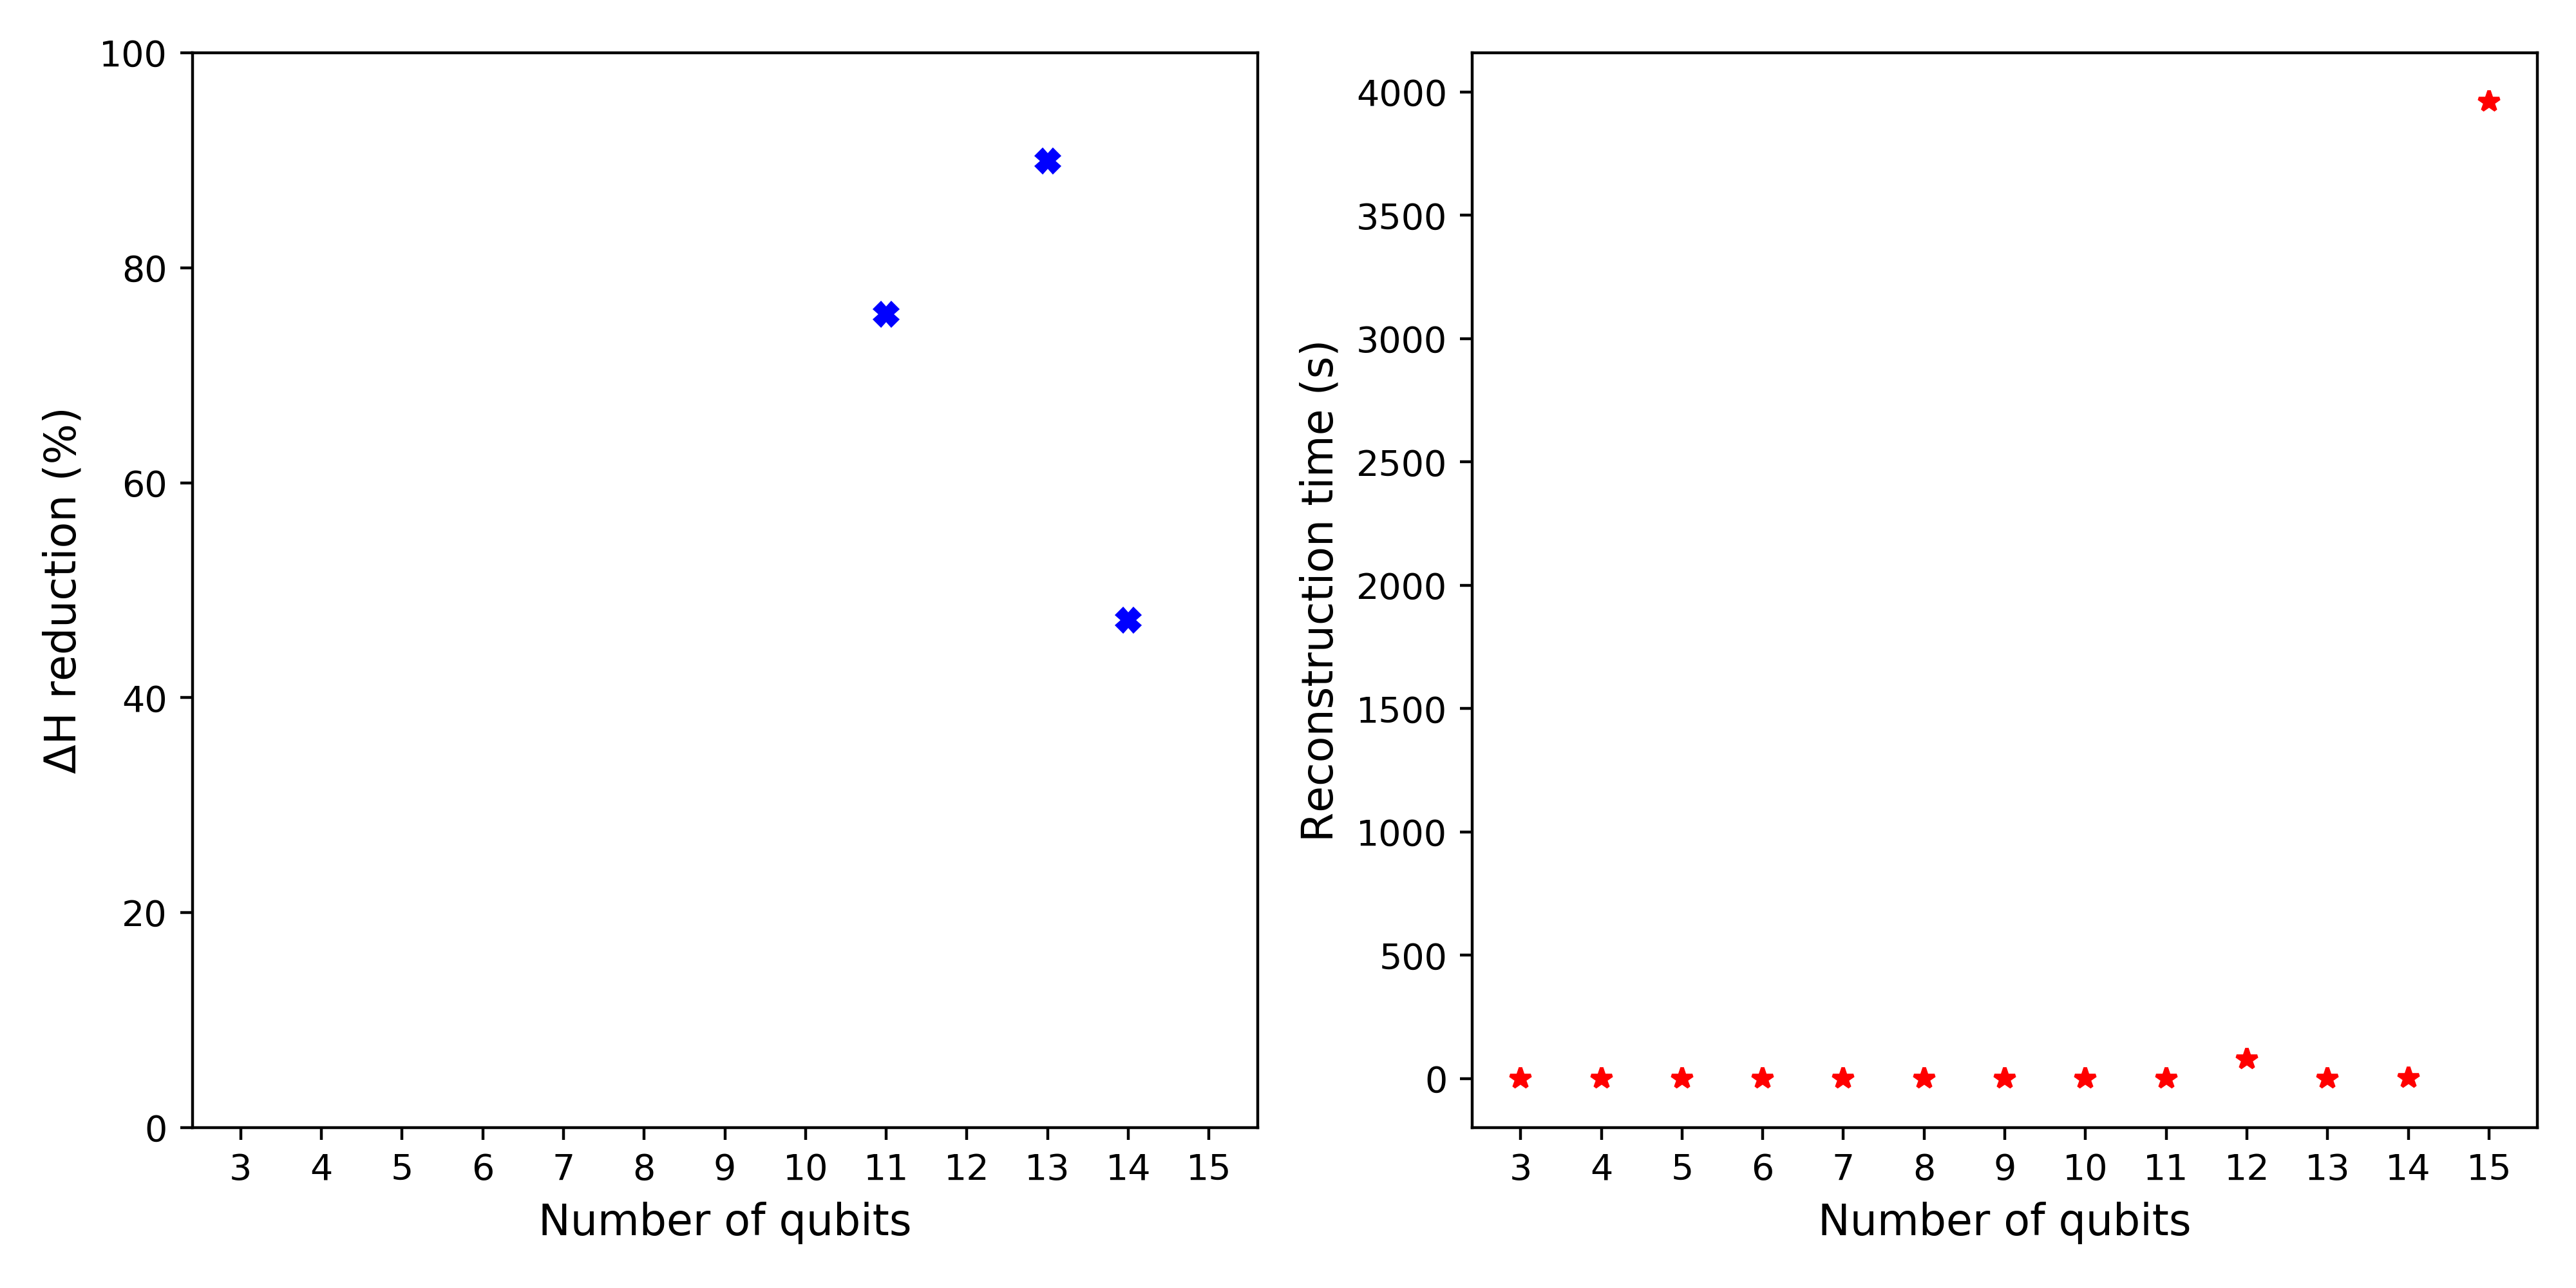 100
80
60
40
20
0
ΔH reduction (%)
3 4 5 6 7 8 9 10 11 12 13 14 15
Number of qubits
4000
3500
3000
2500
2000
1500
1000
500
0
Reconstruction time (s)
3 4 5 6 7 8 9 10 11 12 13 14 15
Number of qubits